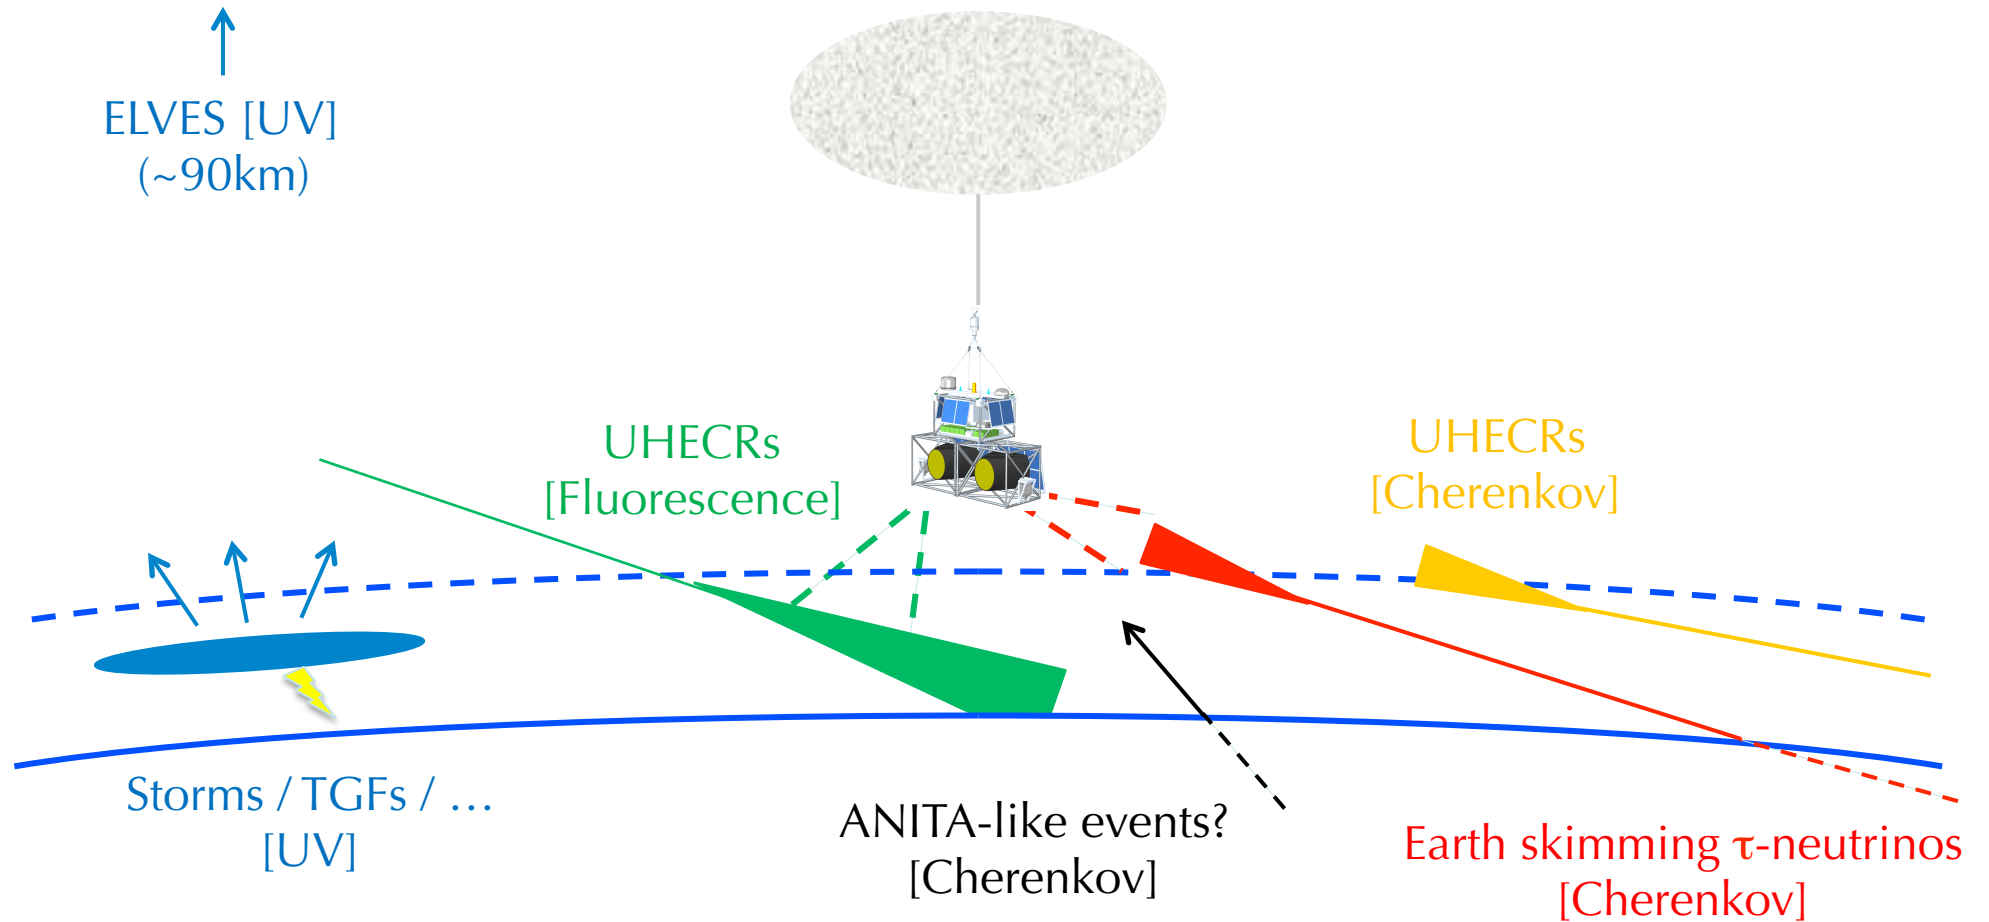 ELVES [UV]
(~90km)
UHECRs
[Fluorescence]
UHECRs
[Cherenkov]
Storms / TGFs / …
[UV]
ANITA-like events?
[Cherenkov]
Earth skimming τ-neutrinos
[Cherenkov]